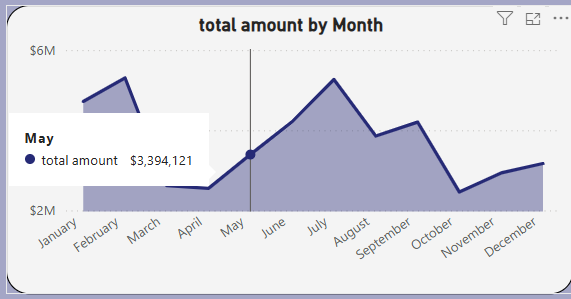 total amount by Month
$6M
May
total amount $3,394,121
$2M
January
February
March
April
May
June
July
August
September
October
November
December